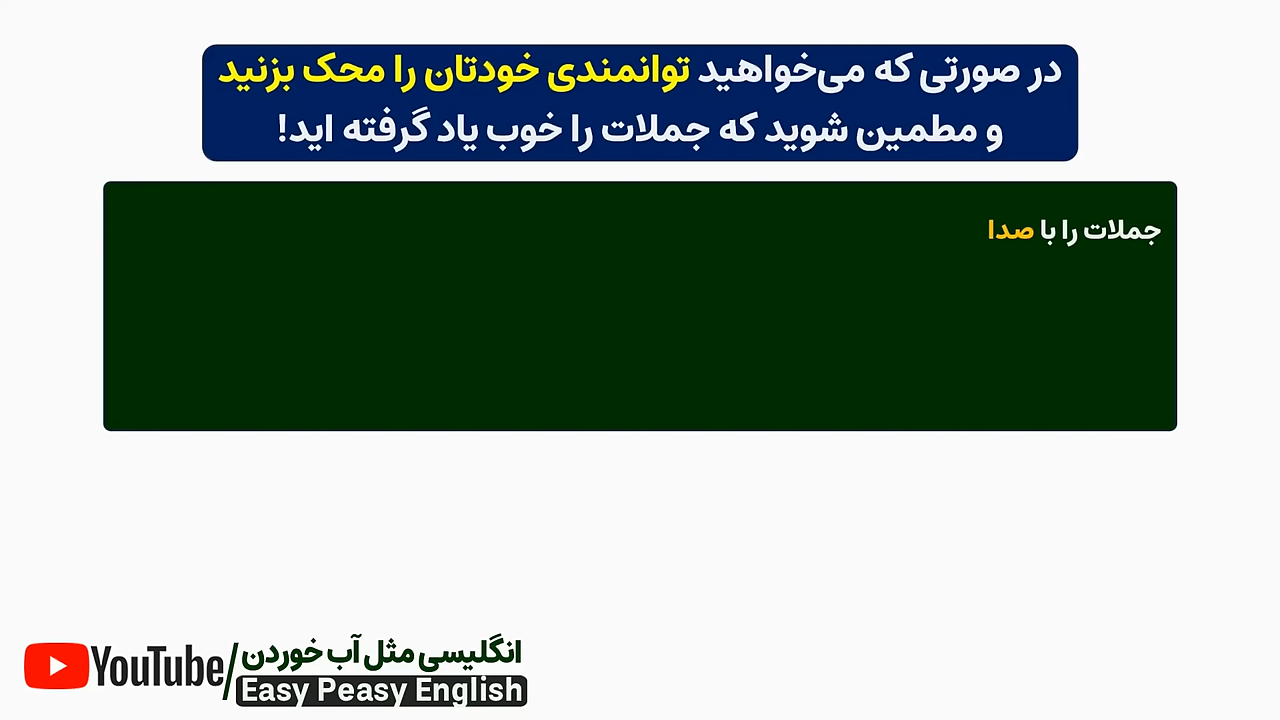 در صورتی که می‌خواهید توانمندی خودتان را محک بزنید
و مطمین شوید که جملات را خوب یاد گرفته اید!
جملات را با صدا
YouTube/انگلیسی مثل آب خوردن
Easy Peasy English